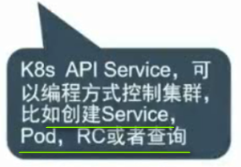 K8s API Service，可
以编程方式控制集群，
比如创建Service，
Pod，RC或者查询